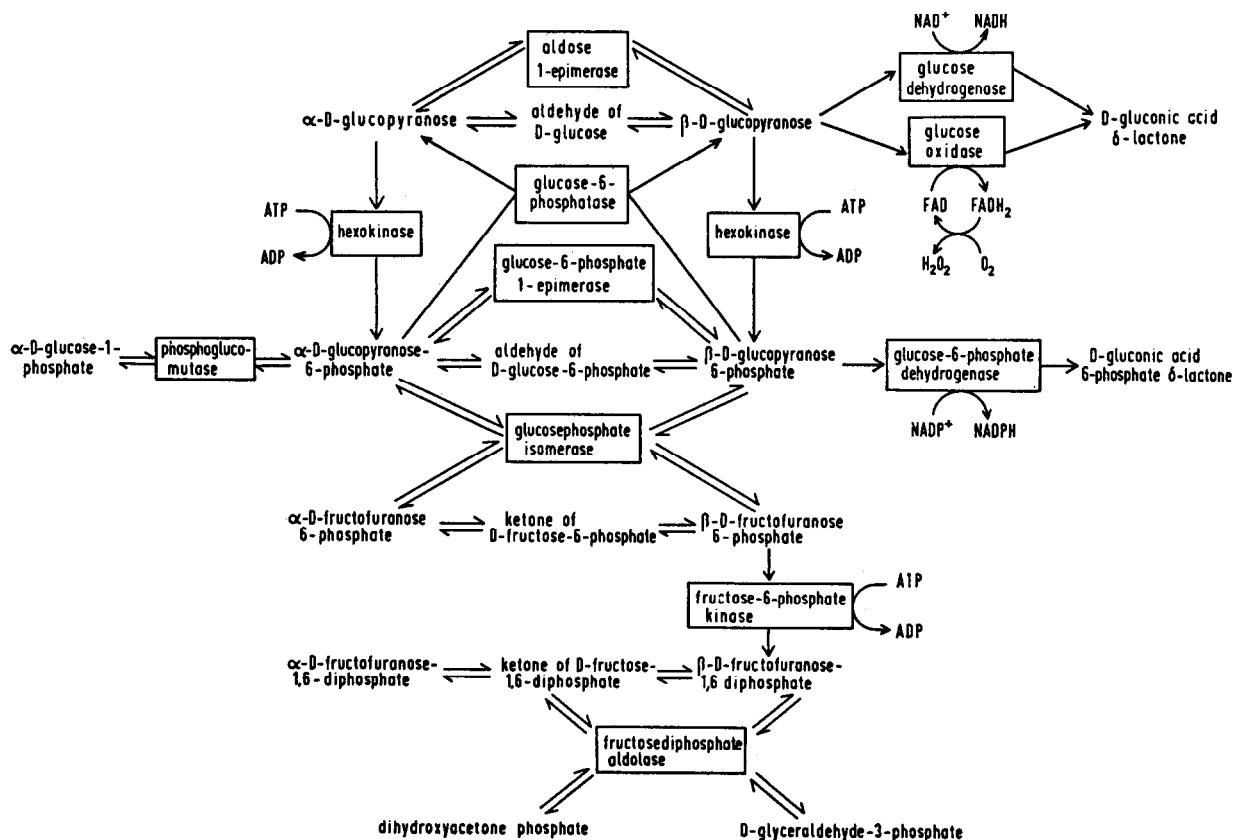 NAD⁺ NADH
aldose
1-epimerase
glucose
dehydrogenase
α-D-glucopyranose
aldehyde of
D-glucose
β-D-glucopyranose
D-gluconic acid
δ-lactone
glucose
oxidase
glucose-6-
phosphatase
ATP
hexokinase
ADP
hexokinase
ATP
ADP
FAD FADH₂
H₂O₂ O₂
glucose-6-phosphate
1-epimerase
α-D-glucose-1-
phosphate
phosphogluco-
mutase
α-D-glucopyranose-
6-phosphate
aldehyde of
D-glucose-6-phosphate
β-D-glucopyranose
6-phosphate
glucose-6-phosphate
dehydrogenase
D-gluconic acid
6-phosphate δ-lactone
NADP⁺ NADPH
glucosephosphate
isomerase
α-D-fructofuranose
6-phosphate
ketone of
D-fructose-6-phosphate
β-D-fructofuranose
6-phosphate
fructose-6-phosphate
kinase
ATP
ADP
α-D-fructofuranose-
1,6-diphosphate
ketone of D-fructose-
1,6-diphosphate
β-D-fructofuranose-
1,6 diphosphate
fructosediphosphate
aldolase
dihydroxyacetone phosphate
D-glyceraldehyde-3-phosphate